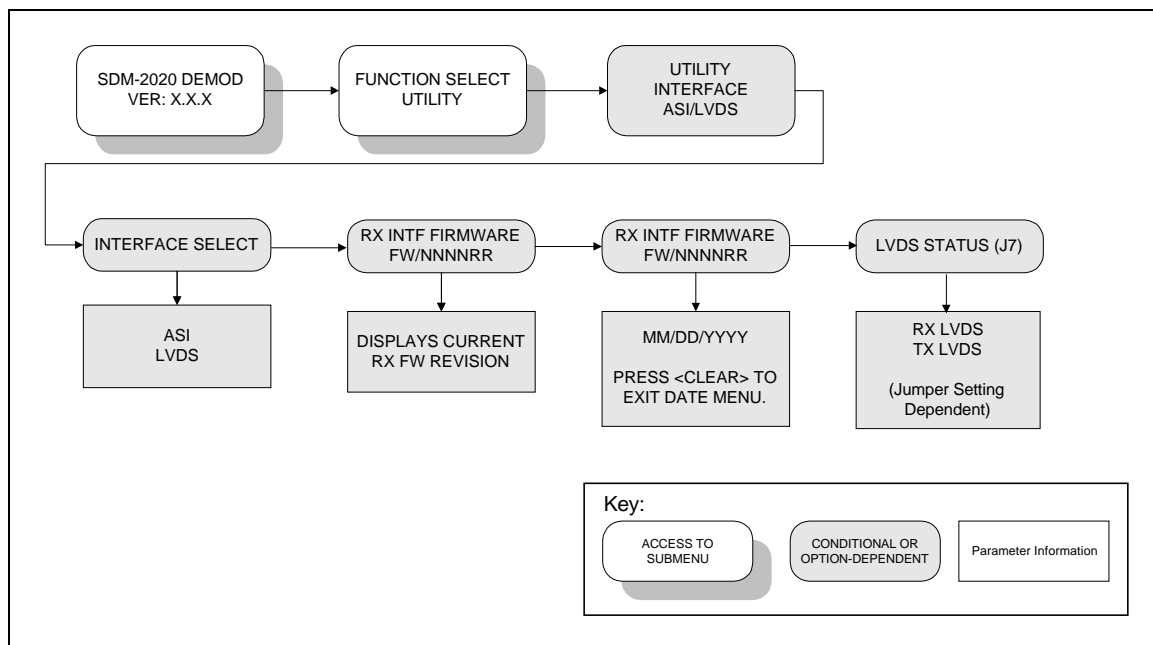 SDM-2020 DEMOD
VER: X.X.X
FUNCTION SELECT
UTILITY
UTILITY
INTERFACE
ASI/LVDS
INTERFACE SELECT
RX INTF FIRMWARE
FW/NNNNRR
RX INTF FIRMWARE
FW/NNNNRR
LVDS STATUS (J7)
ASI
LVDS
DISPLAYS CURRENT
RX FW REVISION
MM/DD/YYYY
PRESS <CLEAR> TO
EXIT DATE MENU.
RX LVDS
TX LVDS
(Jumper Setting
Dependent)
Key:
ACCESS TO
SUBMENU
CONDITIONAL OR
OPTION-DEPENDENT
Parameter Information